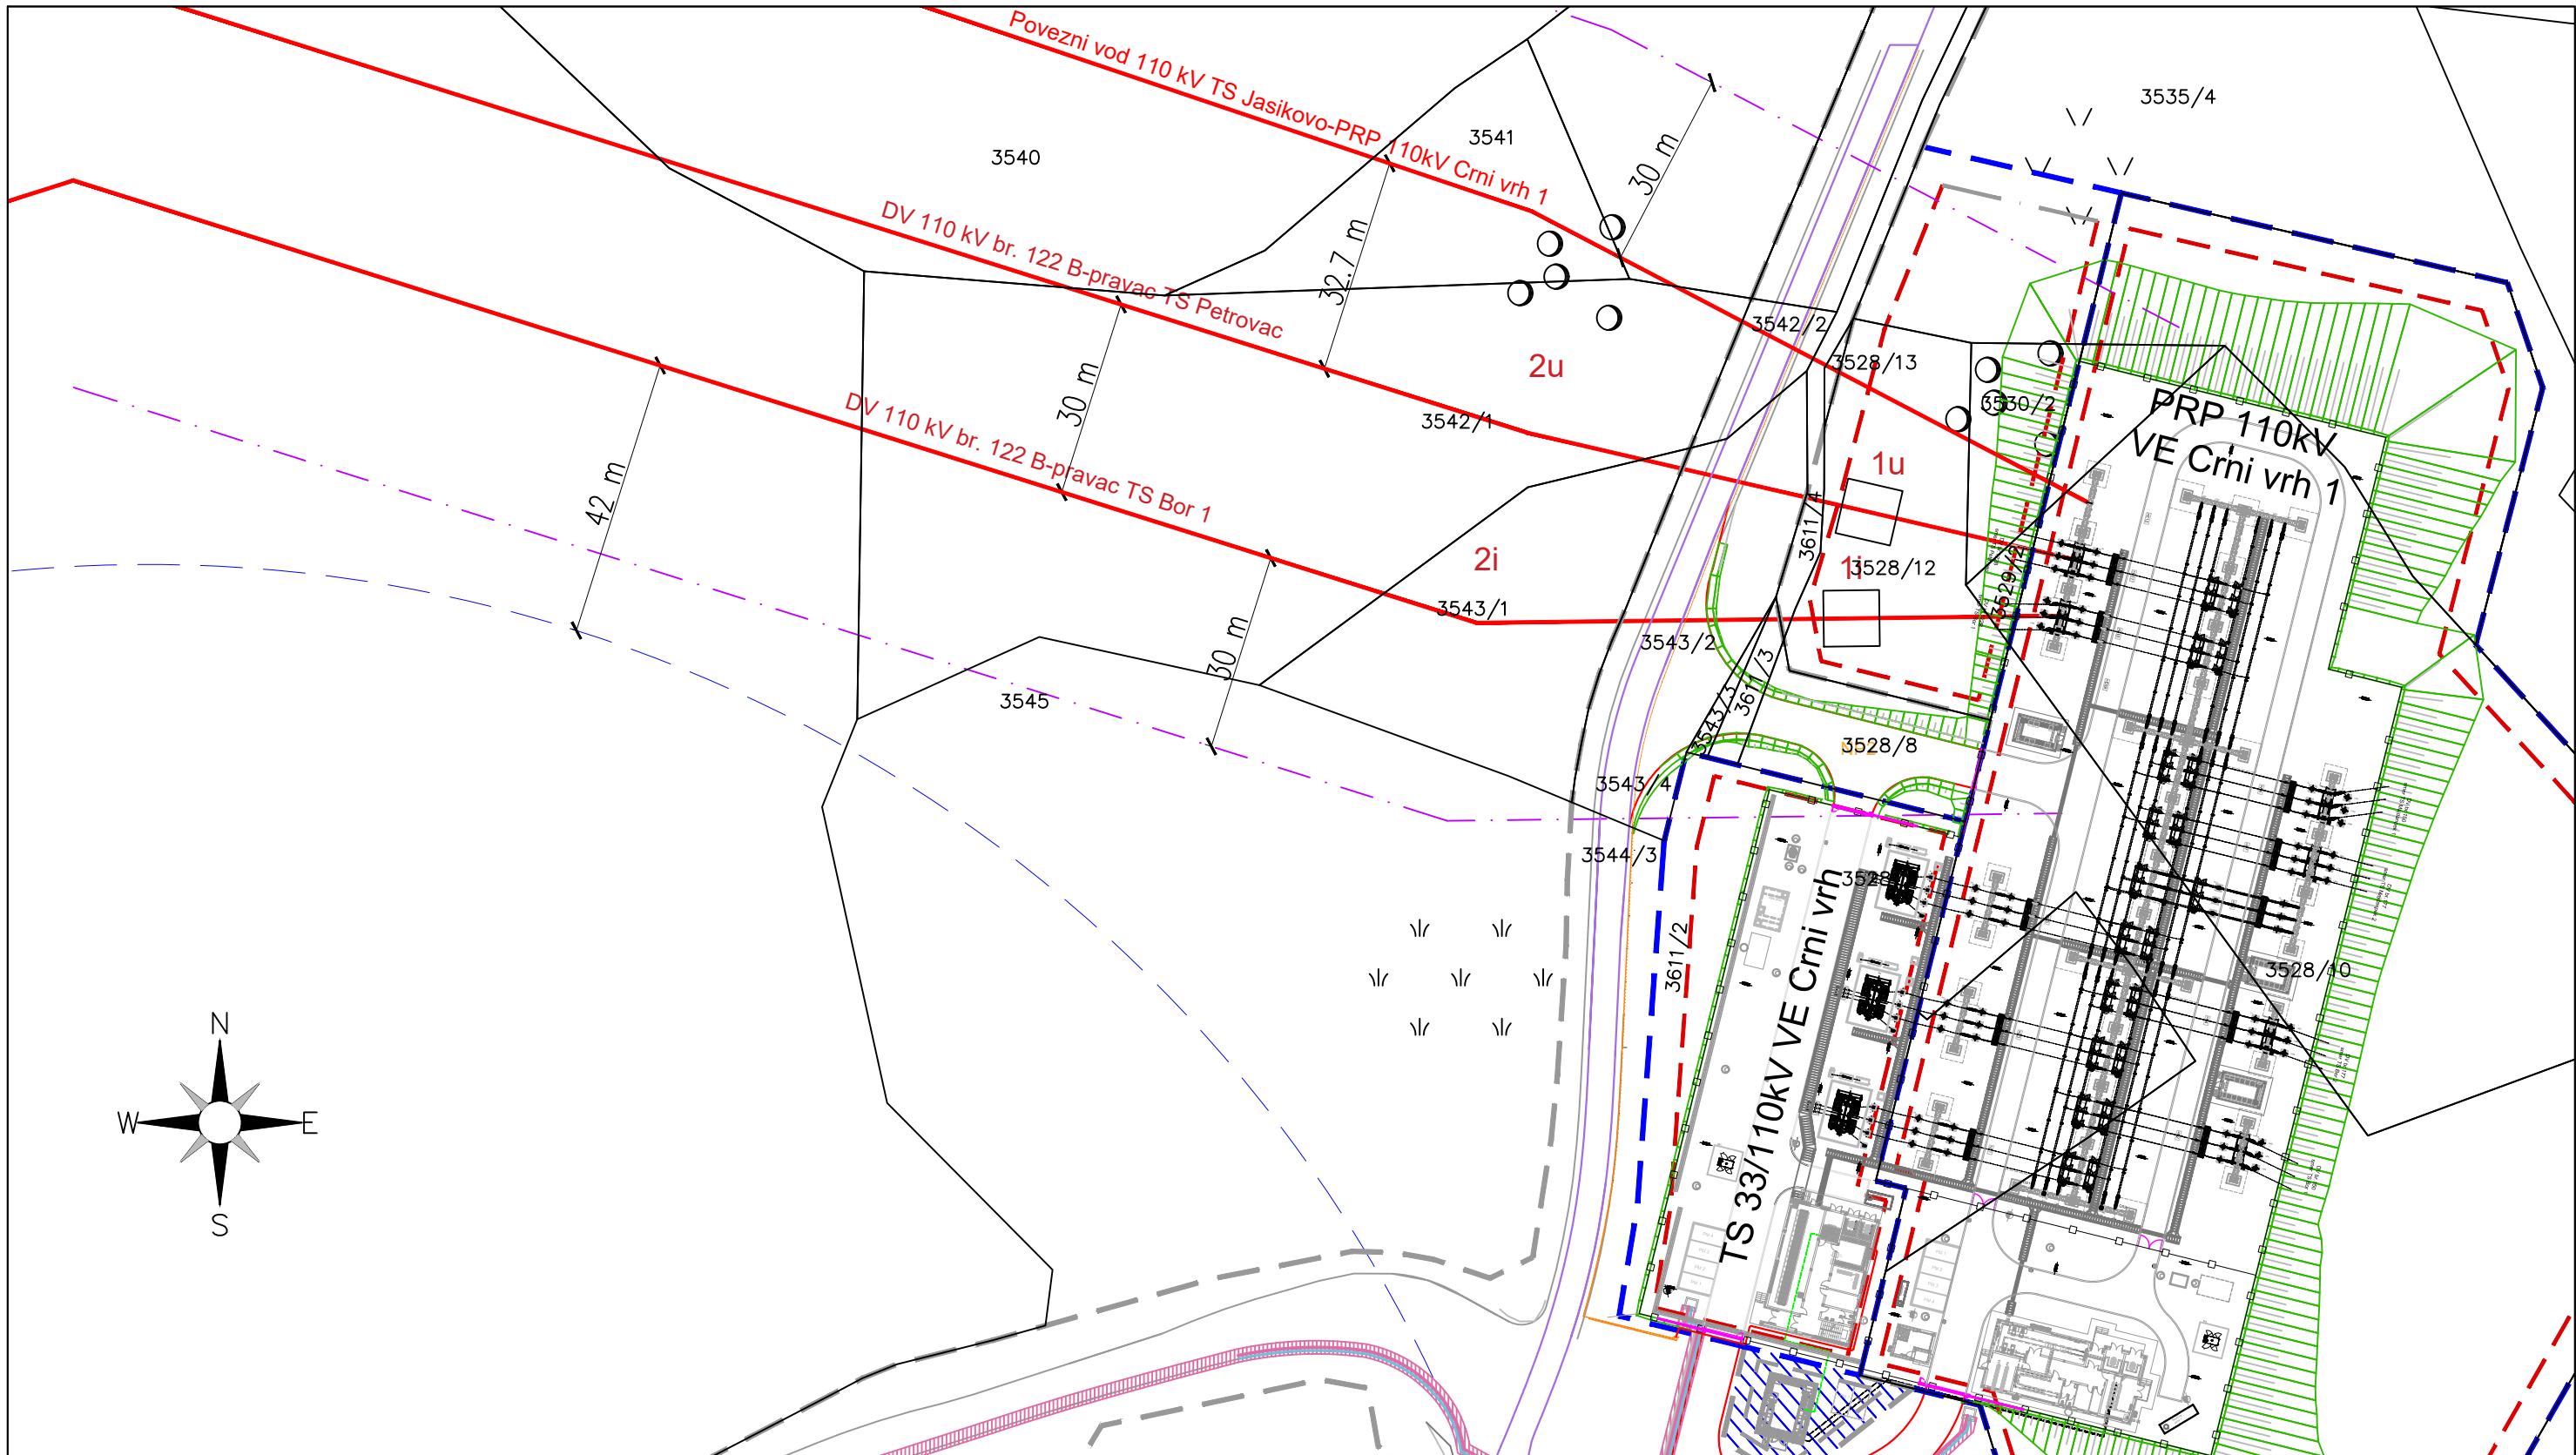 Povezni vod 110 kV TS Jasikovo-PRP 110kV Crni vrh 1
3535/4
3541
3540
30 m
DV 110 kV br. 122 B-pravac TS Petrovac
32.7 m
3542/2
3528/13
2u
30 m
3530/2
PRP 110kV
VE Crni vrh 1
DV 110 kV br. 122 B-pravac TS Bor 1
3542/1
1u
42 m
3611/4
2i
1i
3528/12
3529/2
3543/1
30 m
3543/2
3611/3
3545
3543/3
3528/8
3543/4
3544/3
3528
3611/2
TS 33/110kV VE Crni vrh
3528/10
N
W
E
S